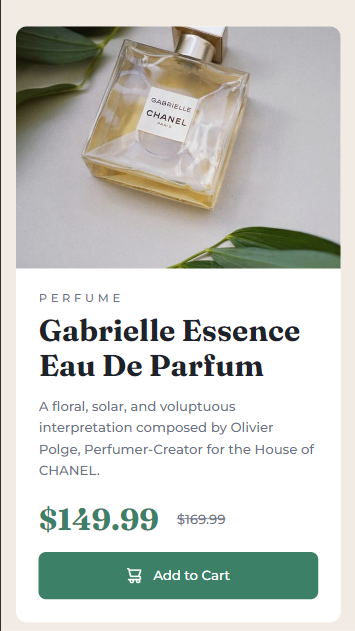 GABRIELLE
CHANEL
PARIS
PERFUME
Gabrielle Essence
Eau De Parfum
A floral, solar, and voluptuous
interpretation composed by Olivier
Polge, Perfumer-Creator for the House of
CHANEL.
$149.99 $169.99
Add to Cart